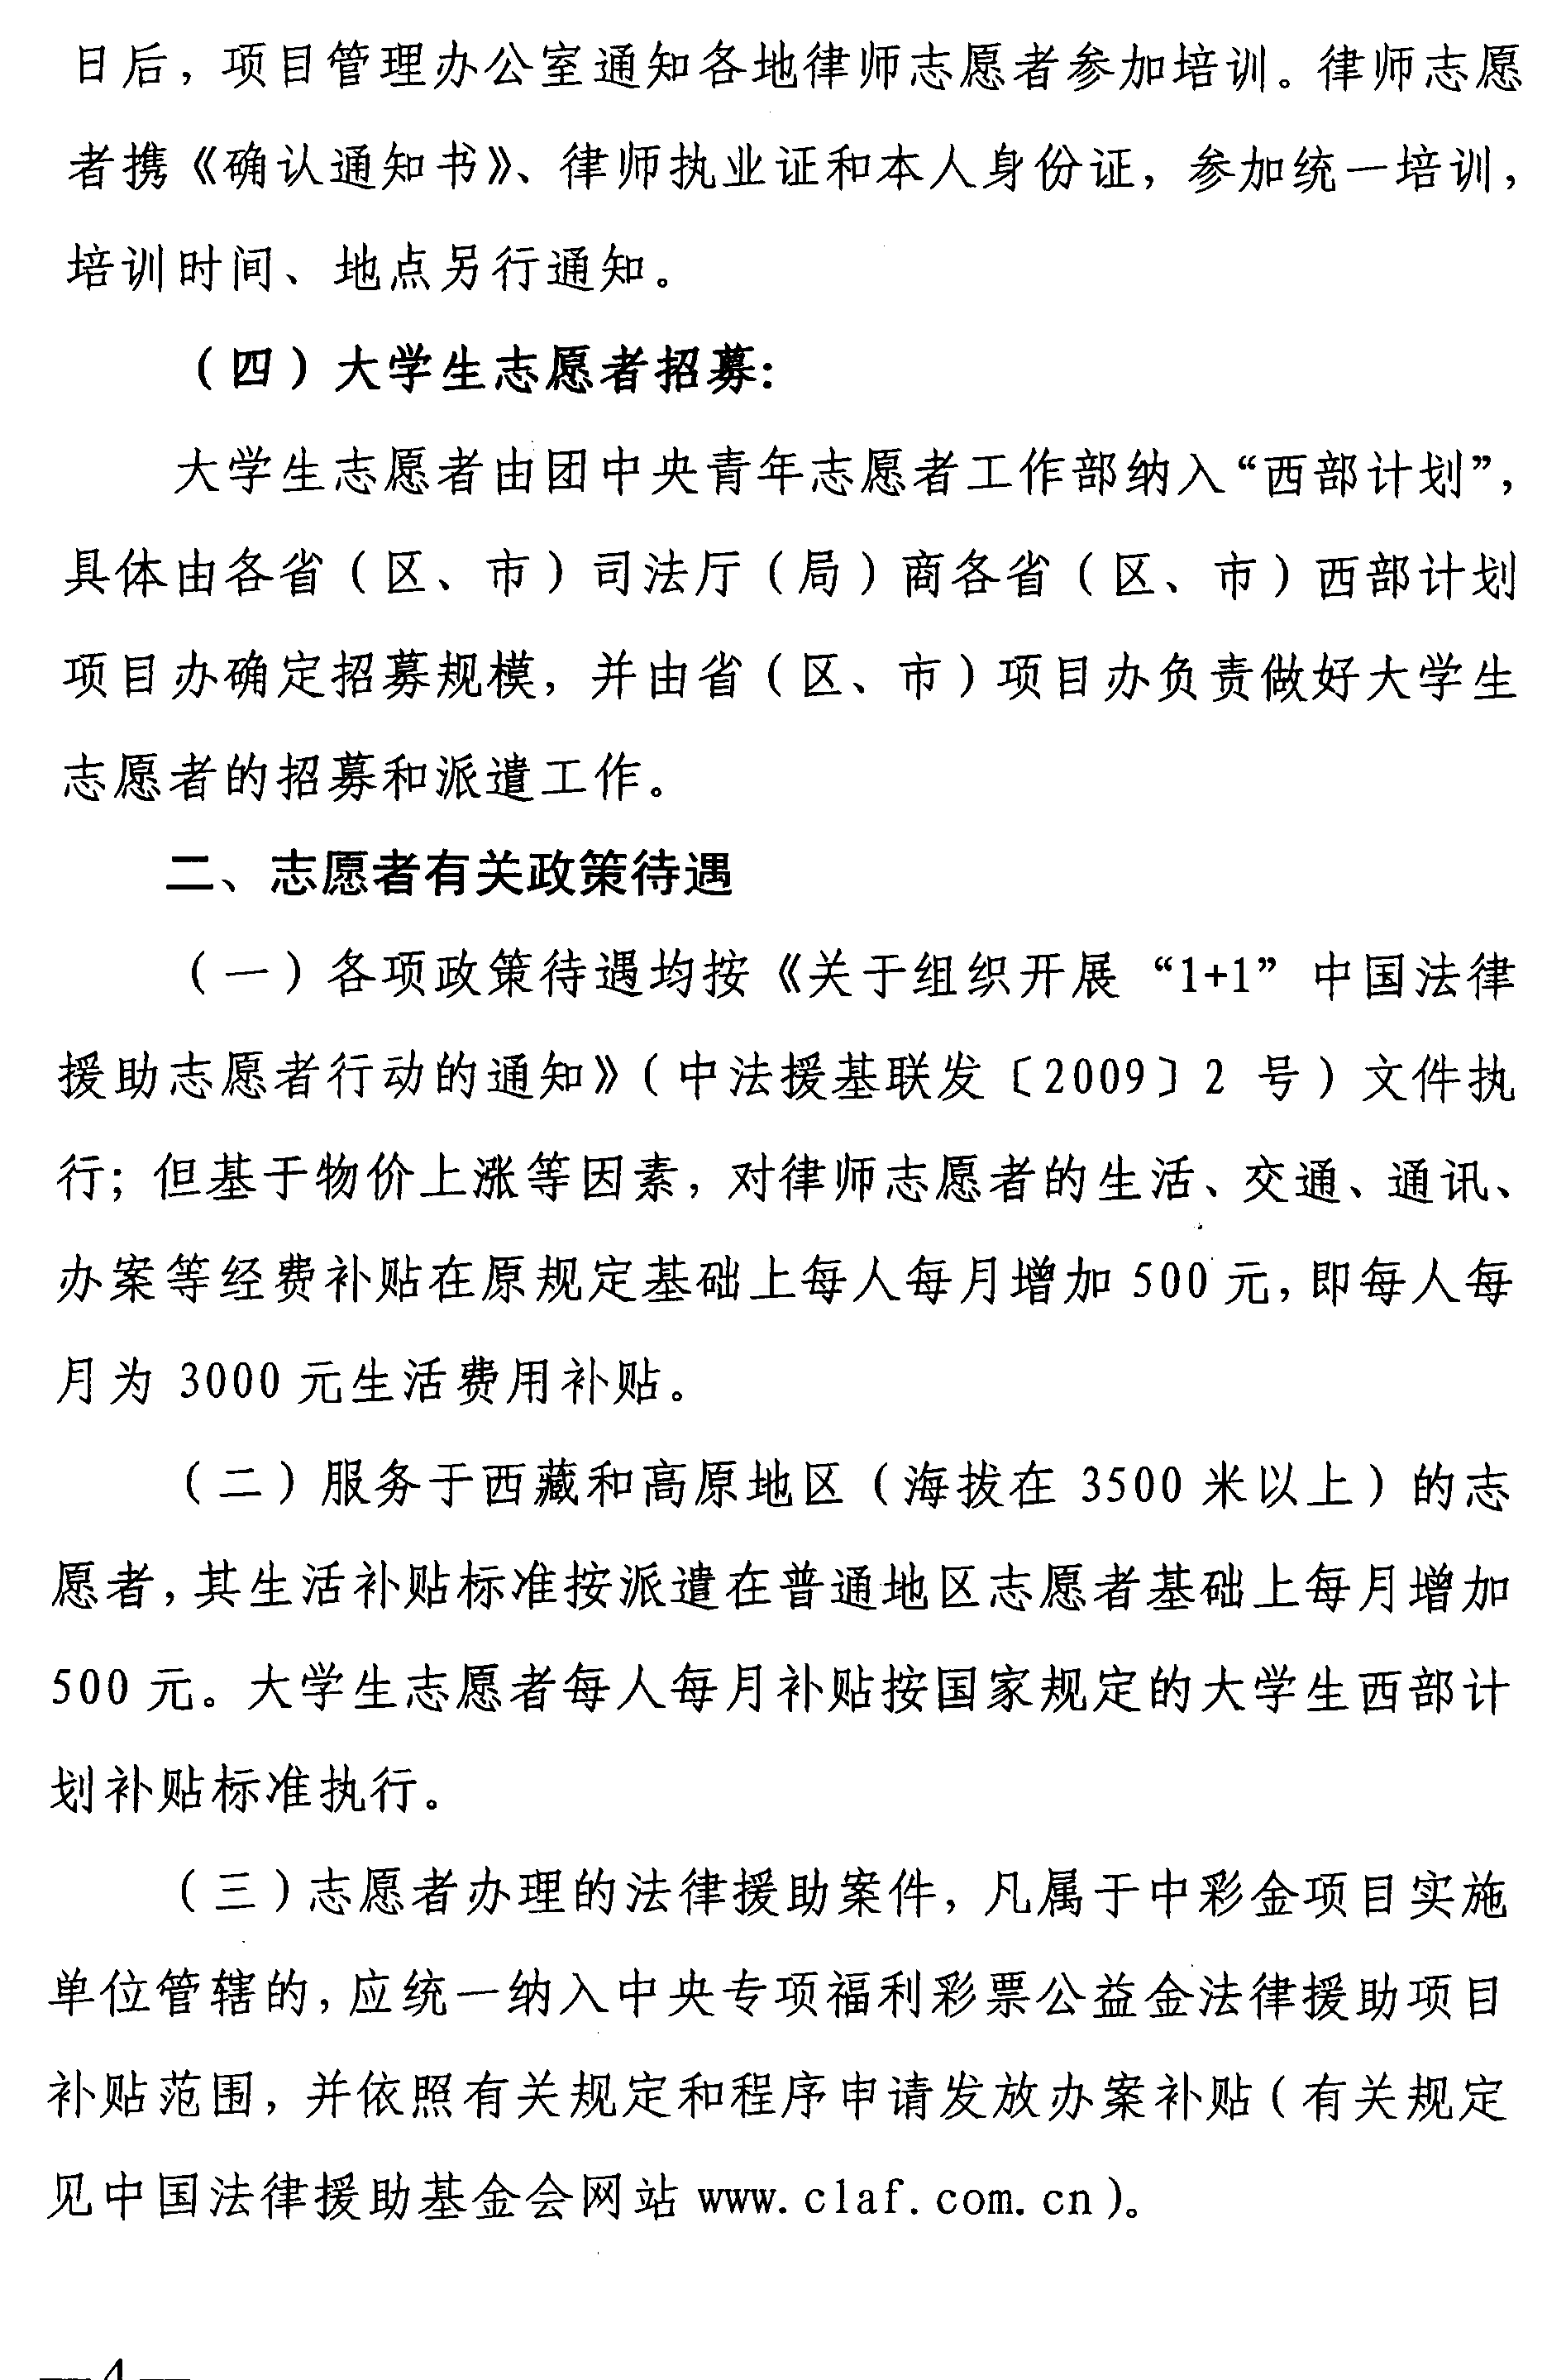 日后，项目管理办公室通知各地律师志愿者参加培训。律师志愿
者携《确认通知书》、律师执业证和本人身份证，参加统一培训，
培训时间、地点另行通知。
（四）大学生志愿者招募：
大学生志愿者由团中央青年志愿者工作部纳入“西部计划”，
具体由各省（区、市）司法厅（局）商各省（区、市）西部计划
项目办确定招募规模，并由省（区、市）项目办负责做好大学生
志愿者的招募和派遣工作。
二、志愿者有关政策待遇
（一）各项政策待遇均按《关于组织开展“1+1”中国法律
援助志愿者行动的通知》（中法援基联发〔2009〕2 号）文件执
行；但基于物价上涨等因素，对律师志愿者的生活、交通、通讯、
办案等经费补贴在原规定基础上每人每月增加 500 元，即每人每
月为 3000 元生活费用补贴。
（二）服务于西藏和高原地区（海拔在 3500 米以上）的志
愿者，其生活补贴标准按派遣在普通地区志愿者基础上每月增加
500 元。大学生志愿者每人每月补贴按国家规定的大学生西部计
划补贴标准执行。
（三）志愿者办理的法律援助案件，凡属于中彩金项目实施
单位管辖的，应统一纳入中央专项福利彩票公益金法律援助项目
补贴范围，并依照有关规定和程序申请发放办案补贴（有关规定
见中国法律援助基金会网站 www.claf.com.cn）。
—4—